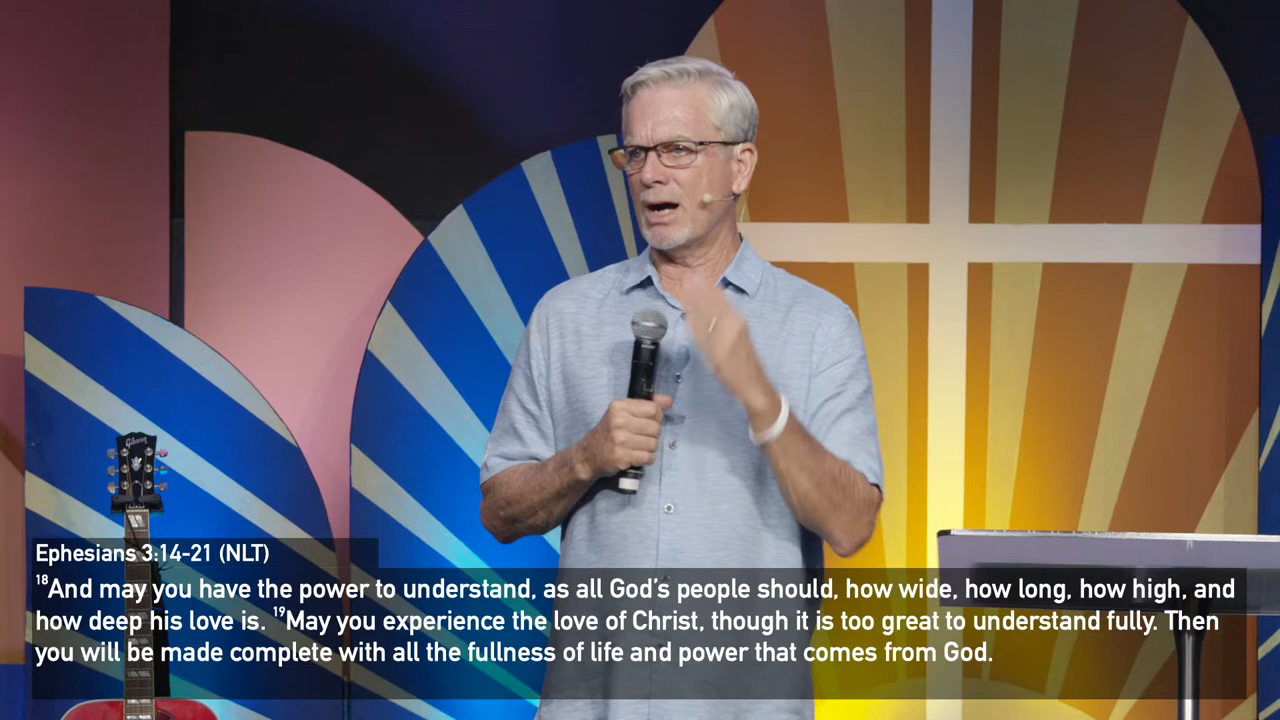 Gibson
Ephesians 3:14-21 (NLT)
¹⁸And may you have the power to understand, as all God's people should, how wide, how long, how high, and
how deep his love is. ¹⁹May you experience the love of Christ, though it is too great to understand fully. Then
you will be made complete with all the fullness of life and power that comes from God.